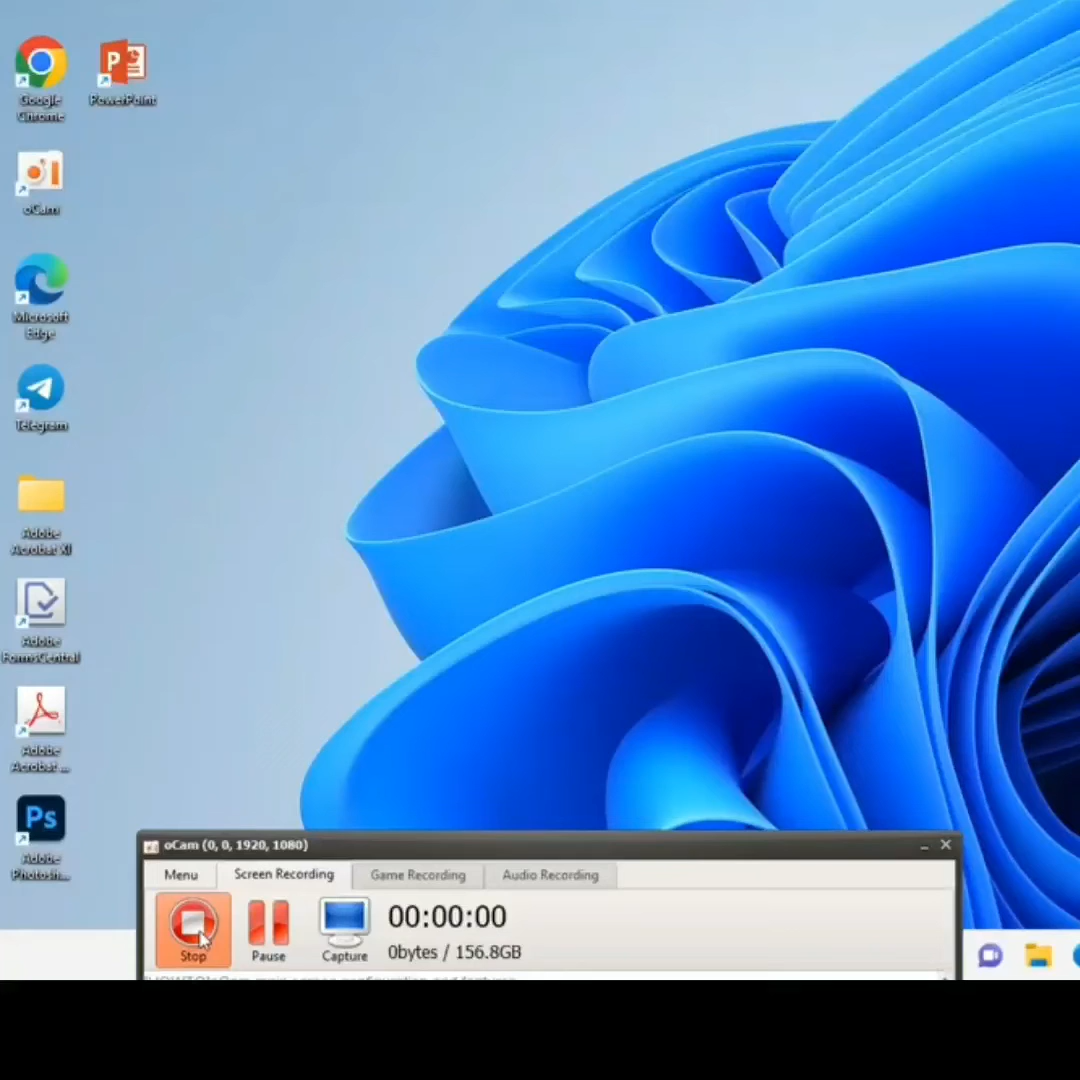 Google
Chrome
PowerPoint
oCam
Microsoft
Edge
Telegram
Adobe
Acrobat XI
Adobe
FormsCentral
Adobe
Acrobat ...
Ps
Adobe
Photosh...
oCam (0, 0, 1920, 1080)
Menu
Screen Recording
Game Recording
Audio Recording
Stop
Pause
Capture
00:00:00
0bytes / 156.8GB